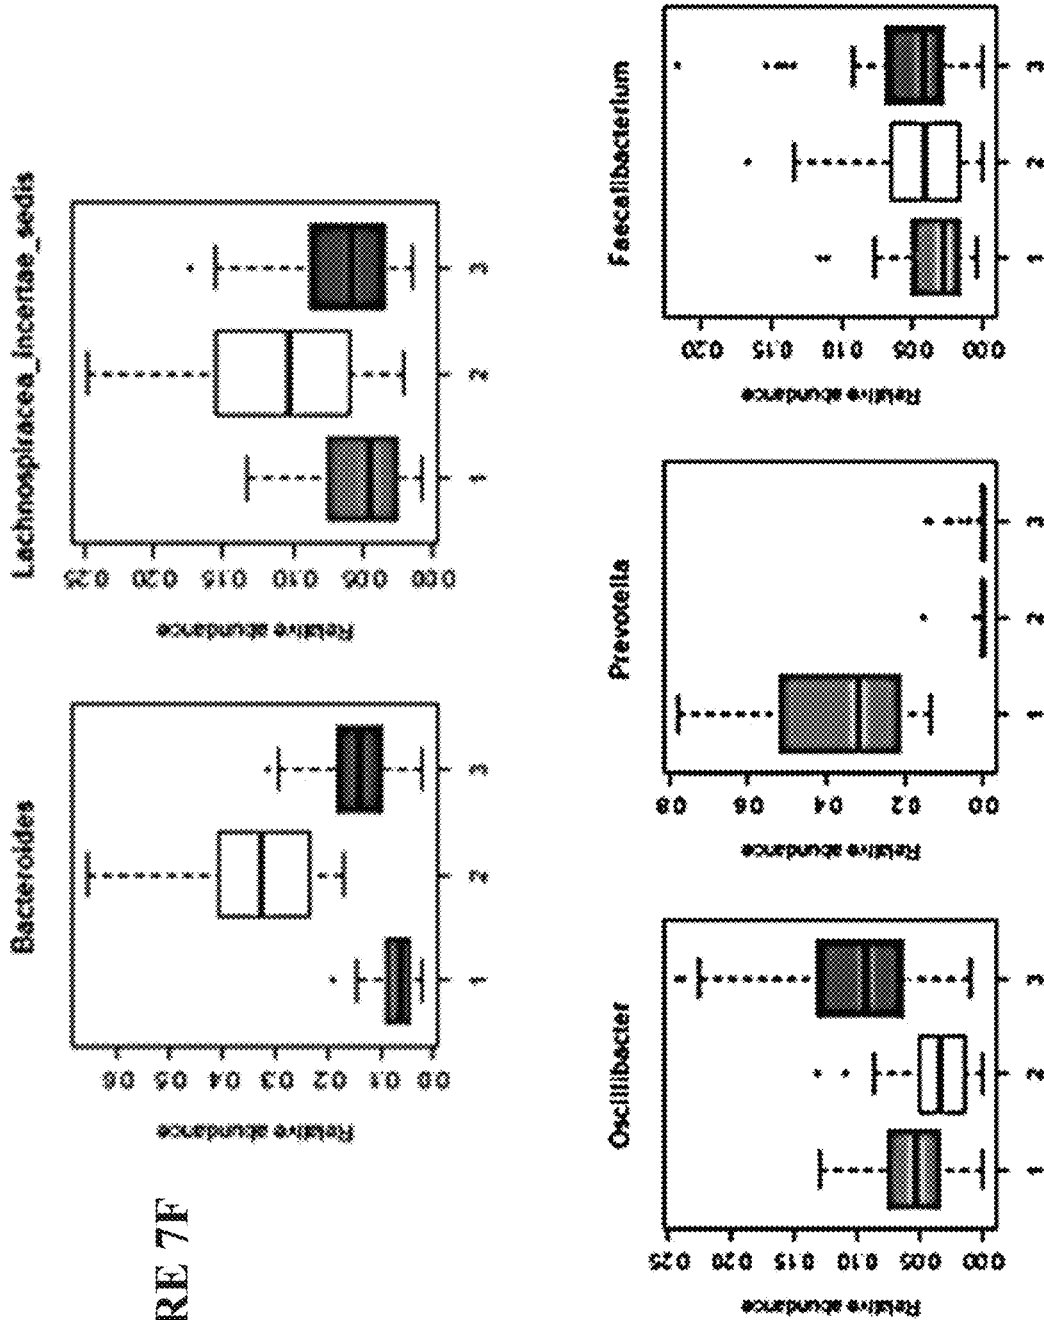 RE 7F
Bacteroides
Relative abundance
0.6
0.5
0.4
0.3
0.2
0.1
0.0
1 2 3
Lachnospiracea_incertae_sedis
Relative abundance
0.25
0.20
0.15
0.10
0.05
0.00
1 2 3
Oscillibacter
Relative abundance
0.25
0.20
0.15
0.10
0.05
0.00
1 2 3
Prevotella
Relative abundance
0.8
0.6
0.4
0.2
0.0
1 2 3
Faecalibacterium
Relative abundance
0.20
0.15
0.10
0.05
0.00
1 2 3